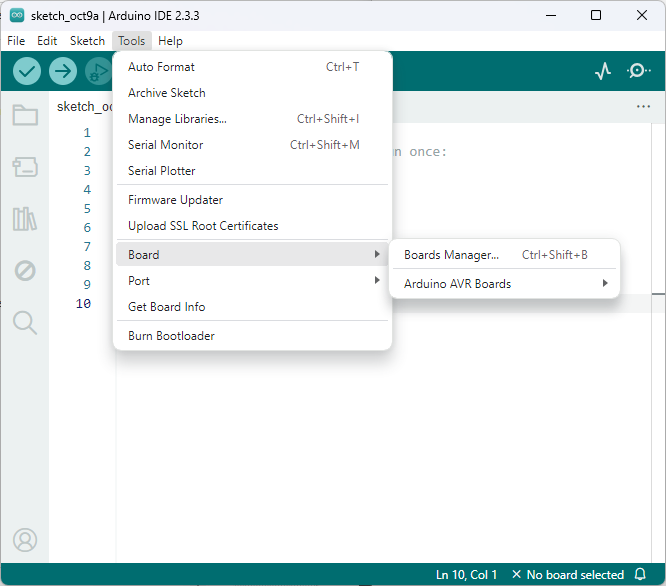 sketch_oct9a | Arduino IDE 2.3.3
File Edit Sketch Tools Help
sketch_oc
Auto Format Ctrl+T
Archive Sketch
Manage Libraries... Ctrl+Shift+I
Serial Monitor Ctrl+Shift+M
Serial Plotter
Firmware Updater
Upload SSL Root Certificates
Board
Port
Get Board Info
Burn Bootloader
Boards Manager... Ctrl+Shift+B
Arduino AVR Boards
1
2
n once:
3
4
5
6
7
8
9
10
Ln 10, Col 1 × No board selected